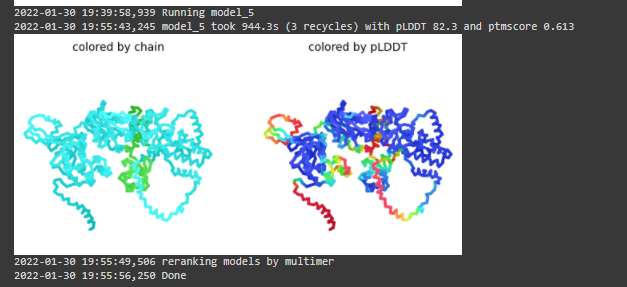 2022-01-30 19:39:58,939 Running model_5
2022-01-30 19:55:43,245 model_5 took 944.3s (3 recycles) with pLDDT 82.3 and ptmscore 0.613
colored by chain
colored by pLDDT
2022-01-30 19:55:49,506 reranking models by multimer
2022-01-30 19:55:56,250 Done